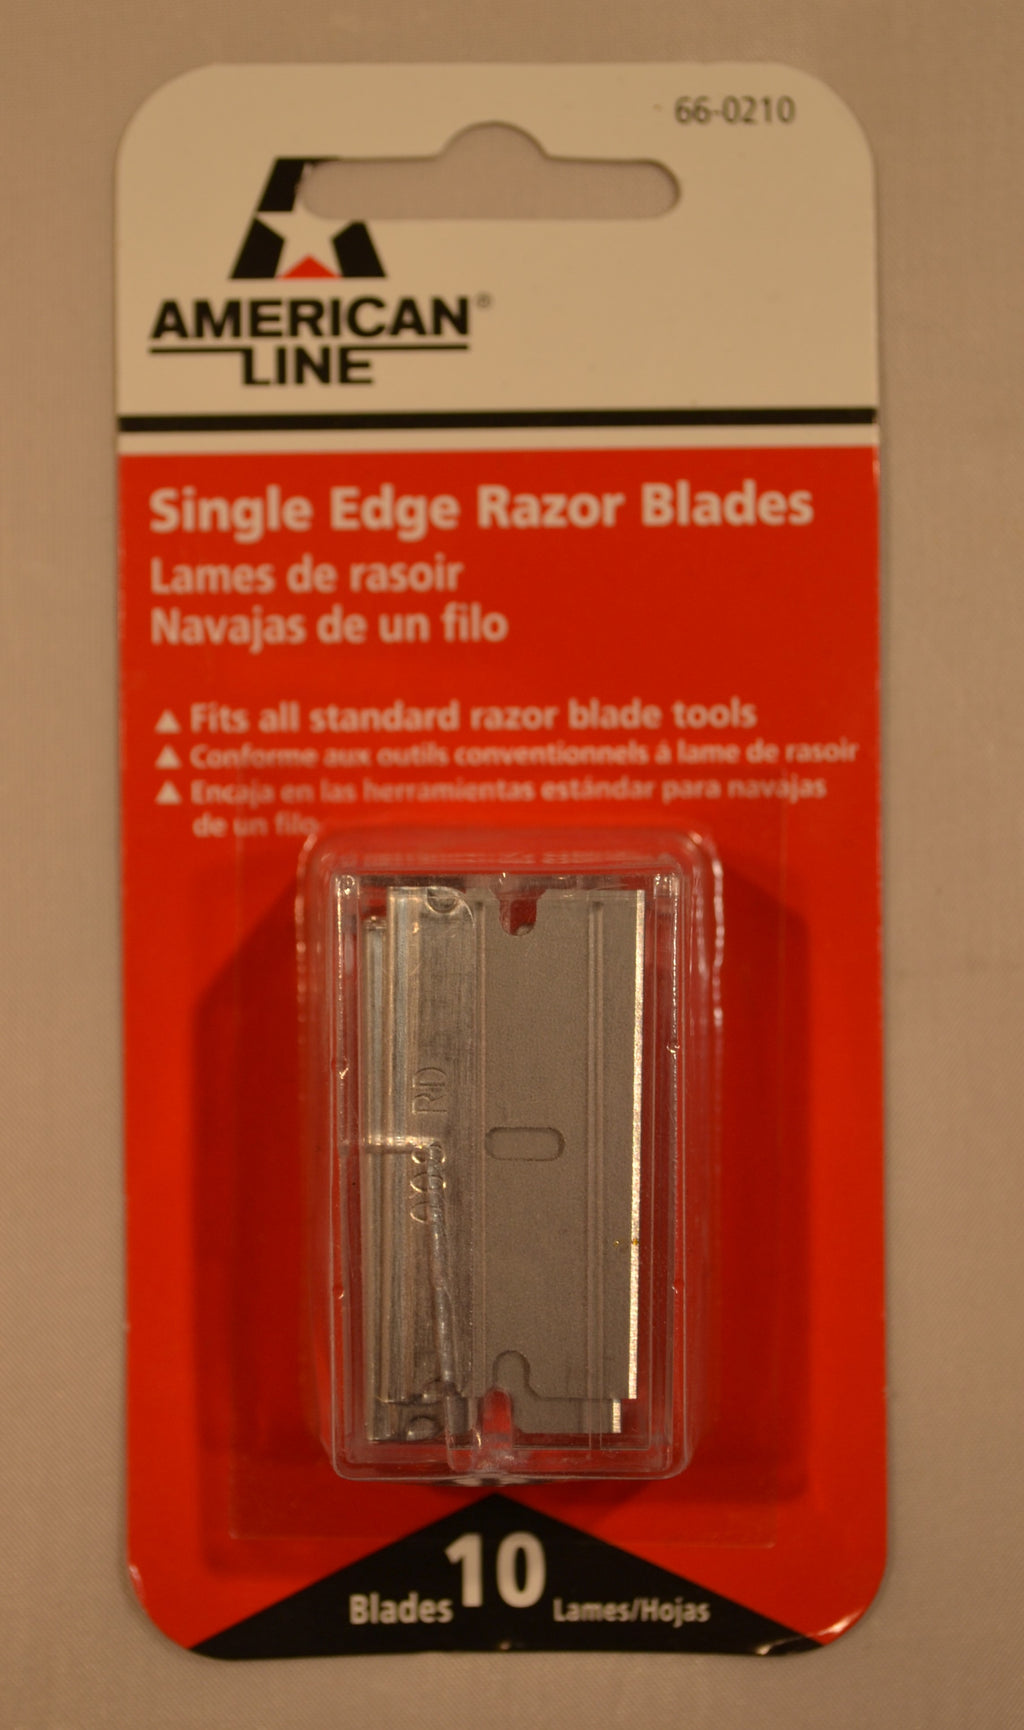 66-0210
AMERICAN®
LINE
Single Edge Razor Blades
Lames de rasoir
Navajas de un filo
▲ Fits all standard razor blade tools
▲ Conforme aux outils conventionnels à lame de rasoir
▲ Encaja en las herramientas estándar para navajas
de un filo
RD
Blades 10 Lames/Hojas